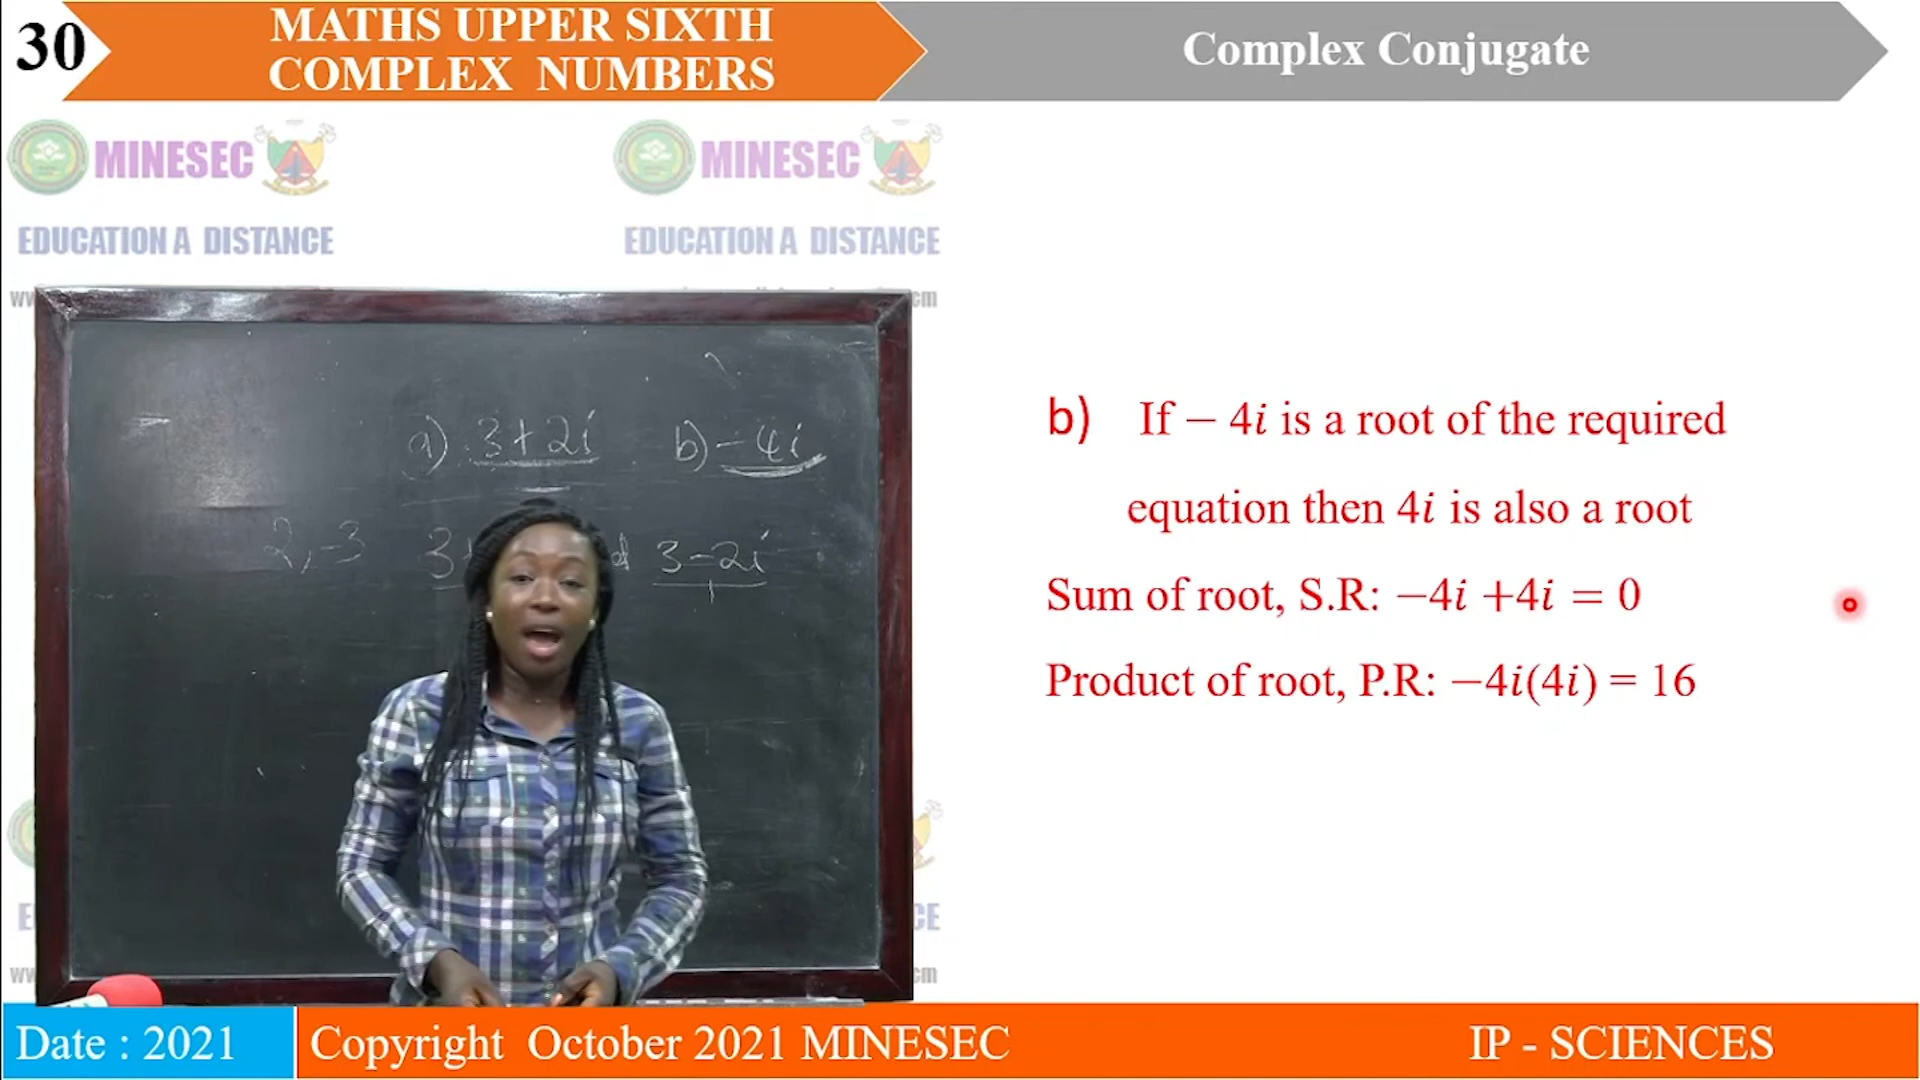 30
MATHS UPPER SIXTH
COMPLEX NUMBERS
Complex Conjugate
MINESEC
MINESEC
EDUCATION A DISTANCE
EDUCATION A DISTANCE
a) 3+2i b) -4i
2, -3 3 3-2i
b) If − 4i is a root of the required
equation then 4i is also a root
Sum of root, S.R: −4i +4i = 0
Product of root, P.R: −4i(4i) = 16
Date : 2021
Copyright October 2021 MINESEC
IP - SCIENCES